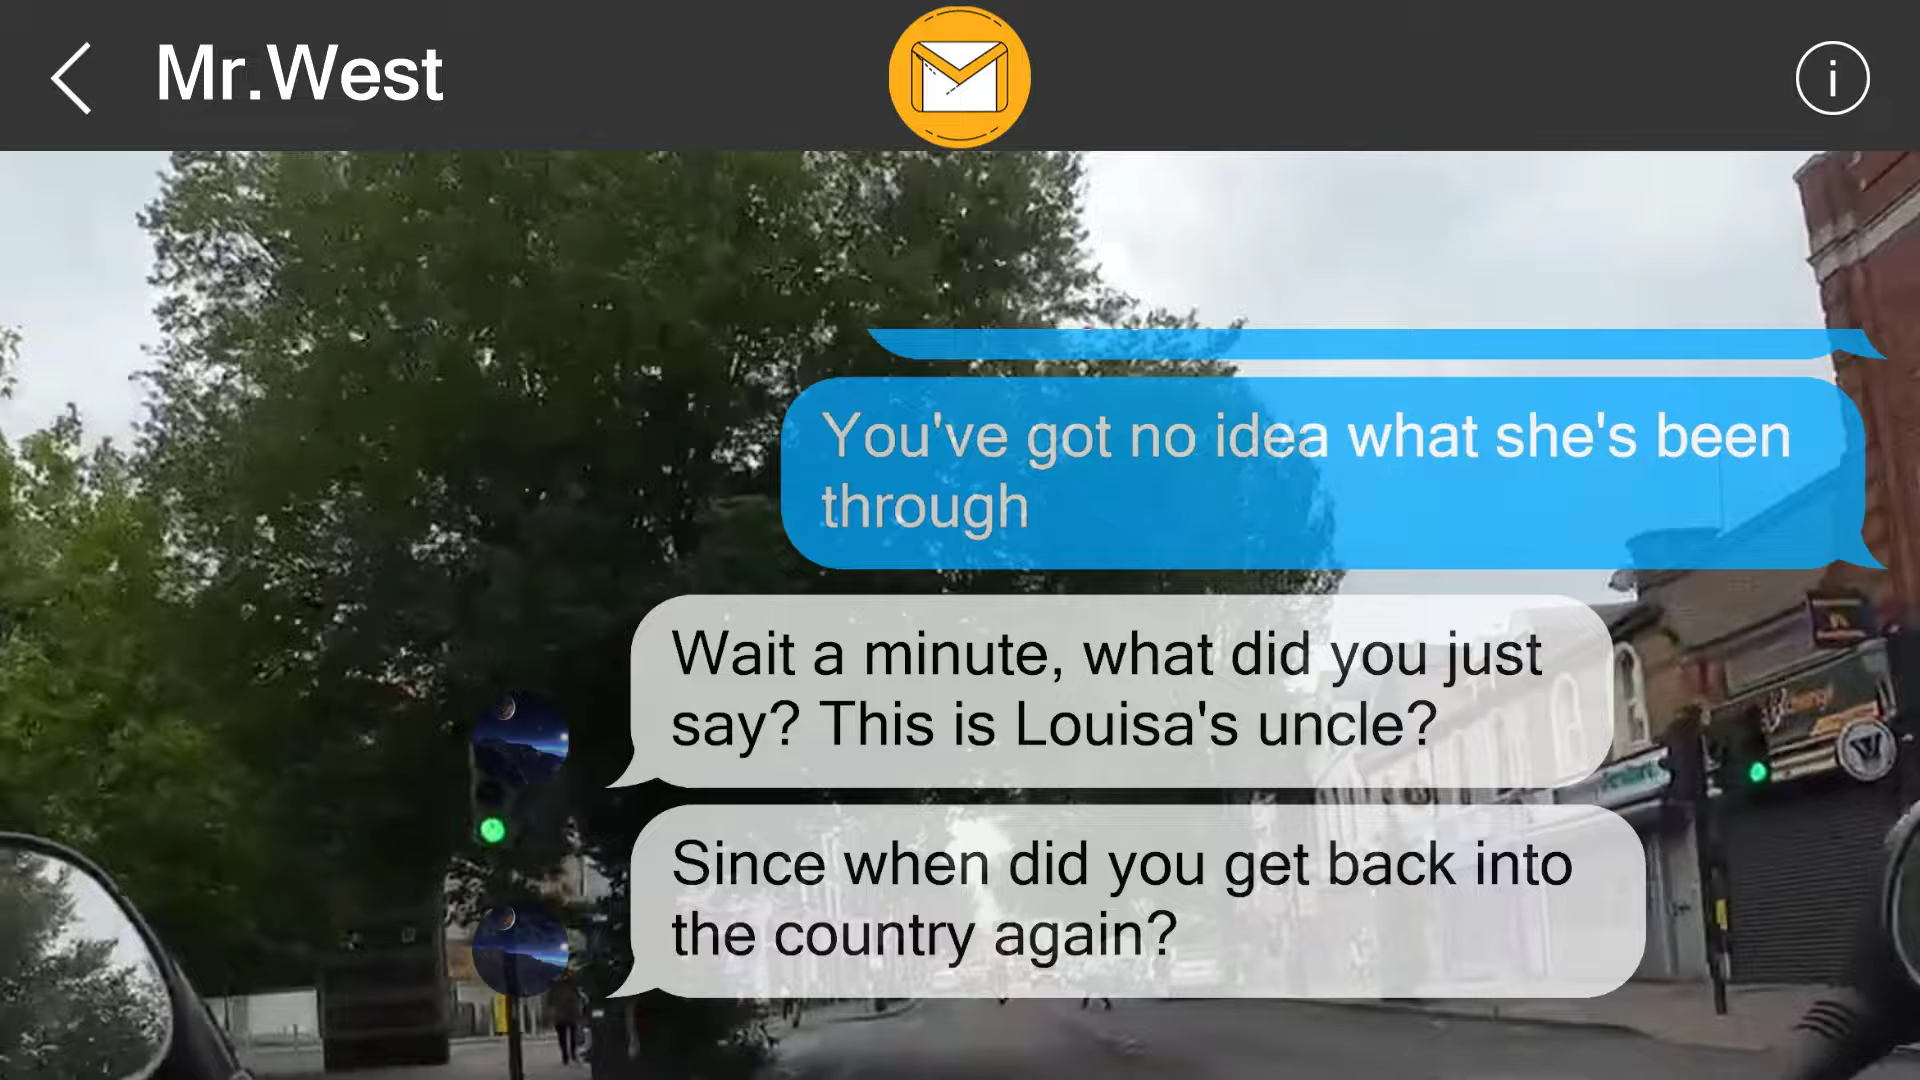 Mr.West
You've got no idea what she's been
through
Wait a minute, what did you just
say? This is Louisa's uncle?
Since when did you get back into
the country again?